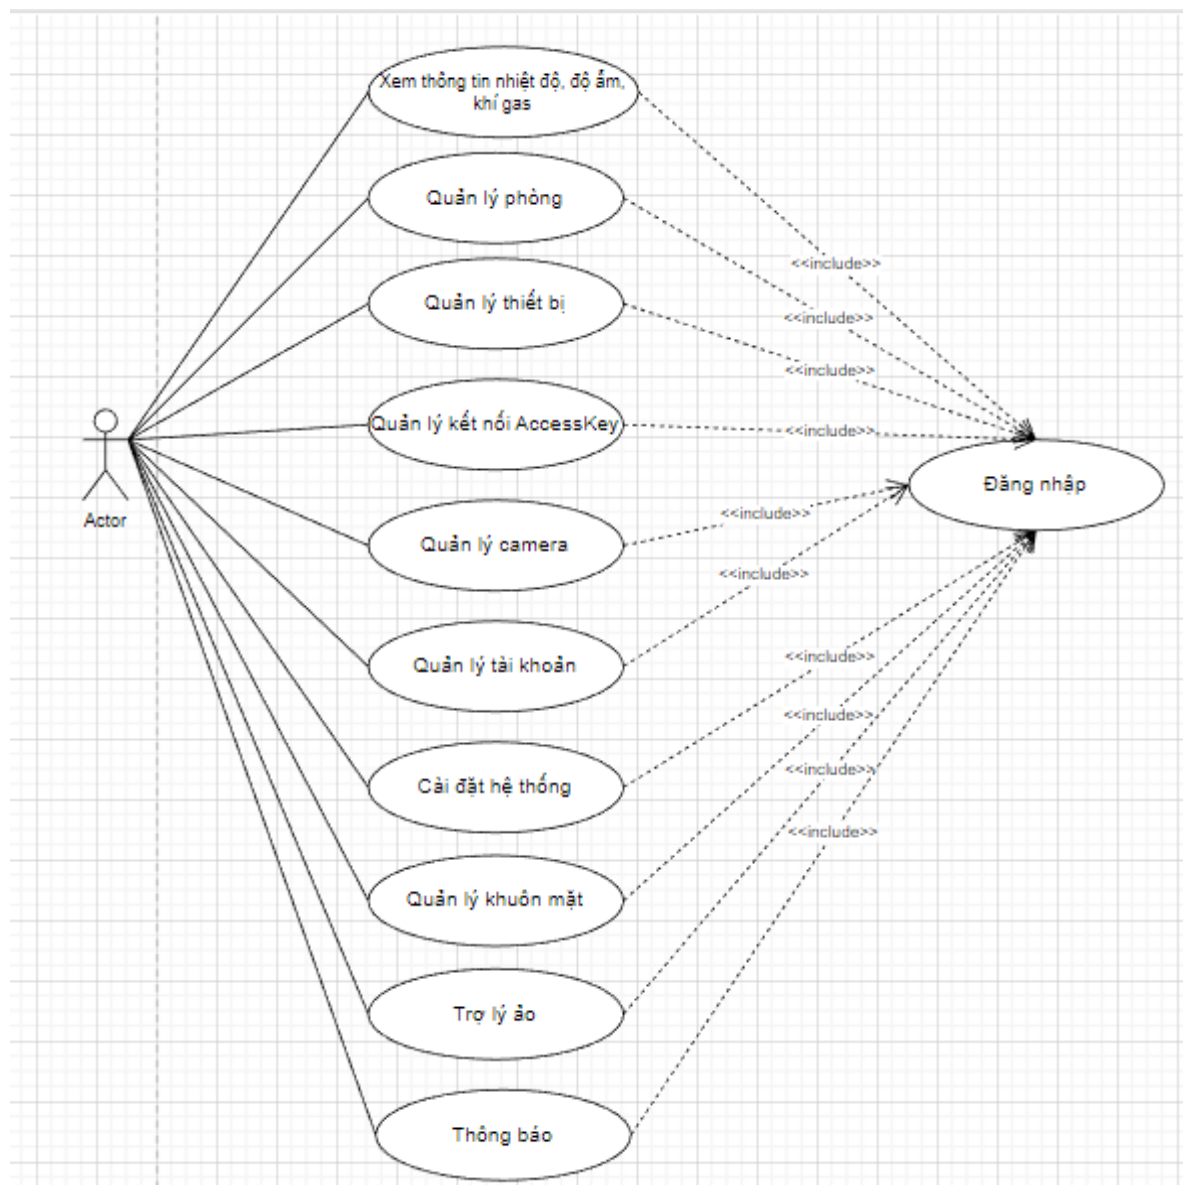 Xem thông tin nhiệt độ, độ ẩm,
khí gas
Quản lý phòng
<<include>>
Quản lý thiết bị
<<include>>
<<include>>
Quản lý kết nối AccessKey
<<include>>
Đăng nhập
Actor
<<include>>
Quản lý camera
<<include>>
Quản lý tài khoản
<<include>>
<<include>>
Cài đặt hệ thống
<<include>>
<<include>>
Quản lý khuôn mặt
Trợ lý ảo
Thông báo